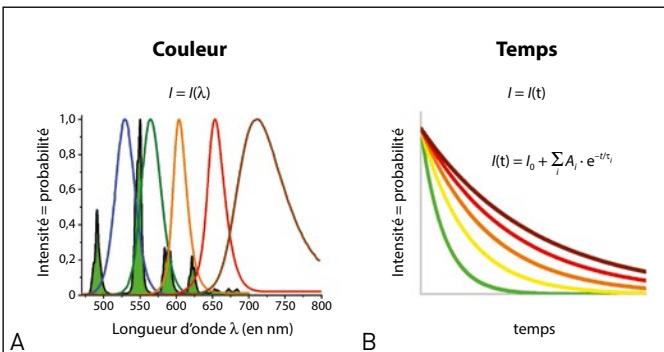 Couleur
I = I(λ)
Intensité = probabilité
1,0
0,8
0,6
0,4
0,2
0
500 550 600 650 700 750 800
Longueur d'onde λ (en nm)
A
Temps
I = I(t)
I(t) = I₀ + ∑ᵢ Aᵢ · e^(–t/τᵢ)
Intensité = probabilité
temps
B